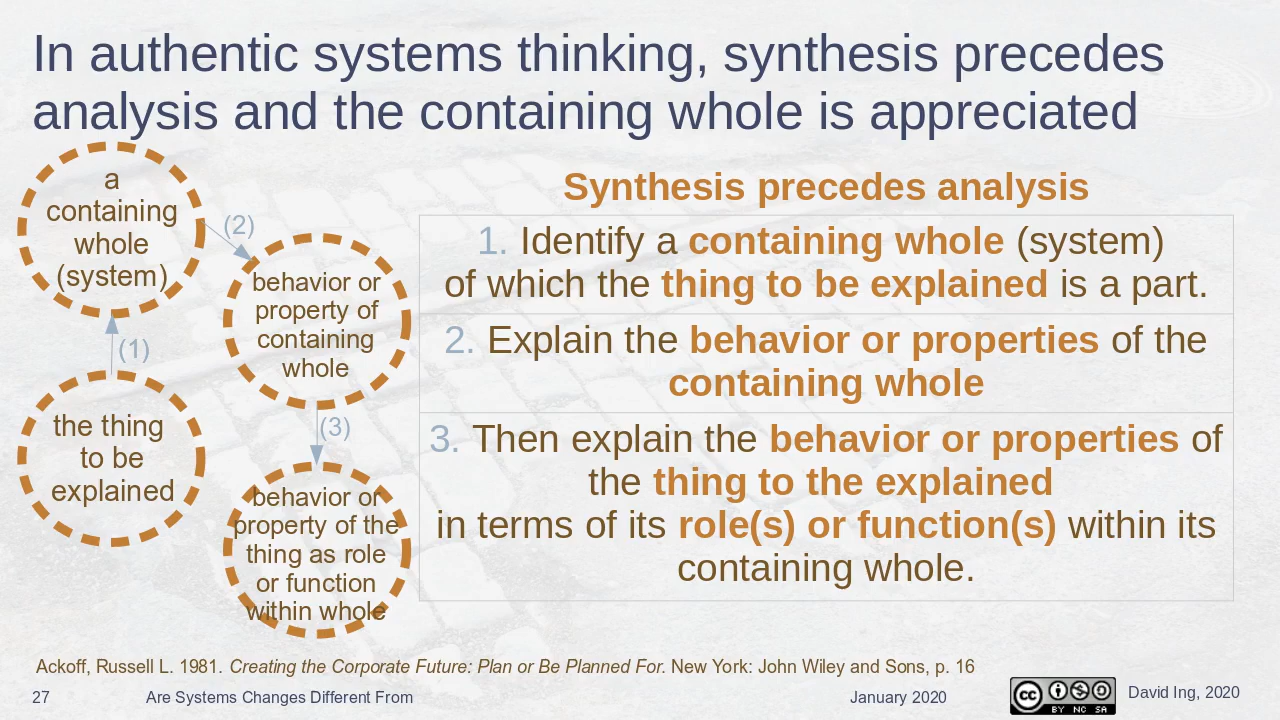 In authentic systems thinking, synthesis precedes
analysis and the containing whole is appreciated
a
containing
whole
(system)
(2)
behavior or
property of
containing
whole
(1)
the thing
to be
explained
(3)
behavior or
property of the
thing as role
or function
within whole
Synthesis precedes analysis
1. Identify a containing whole (system)
of which the thing to be explained is a part.
2. Explain the behavior or properties of the
containing whole
3. Then explain the behavior or properties of
the thing to the explained
in terms of its role(s) or function(s) within its
containing whole.
Ackoff, Russell L. 1981. Creating the Corporate Future: Plan or Be Planned For. New York: John Wiley and Sons, p. 16
27
Are Systems Changes Different From
January 2020
cc
BY NC SA
David Ing, 2020